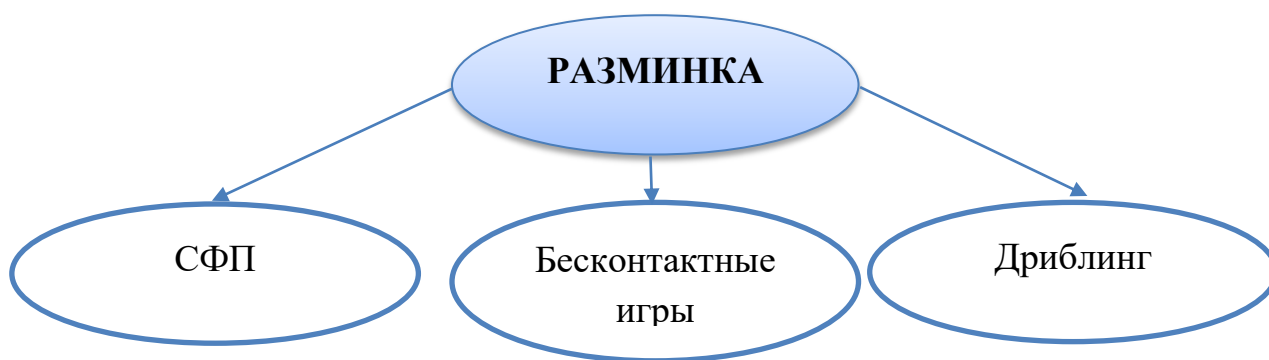 РАЗМИНКА
СФП
Бесконтактные
игры
Дриблинг